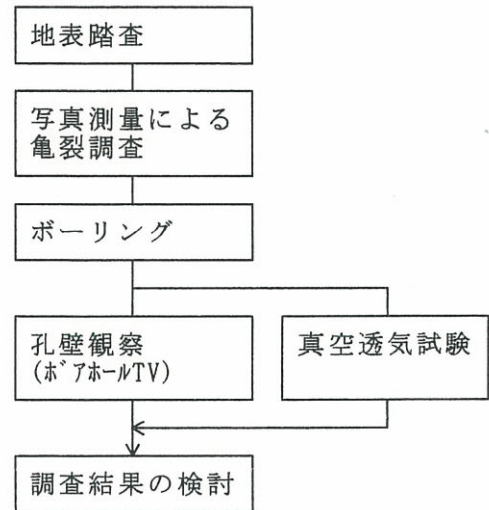 地表踏査
写真測量による
亀裂調査
ボーリング
孔壁観察
(ﾎﾞｱﾎｰﾙTV)
真空透気試験
調査結果の検討